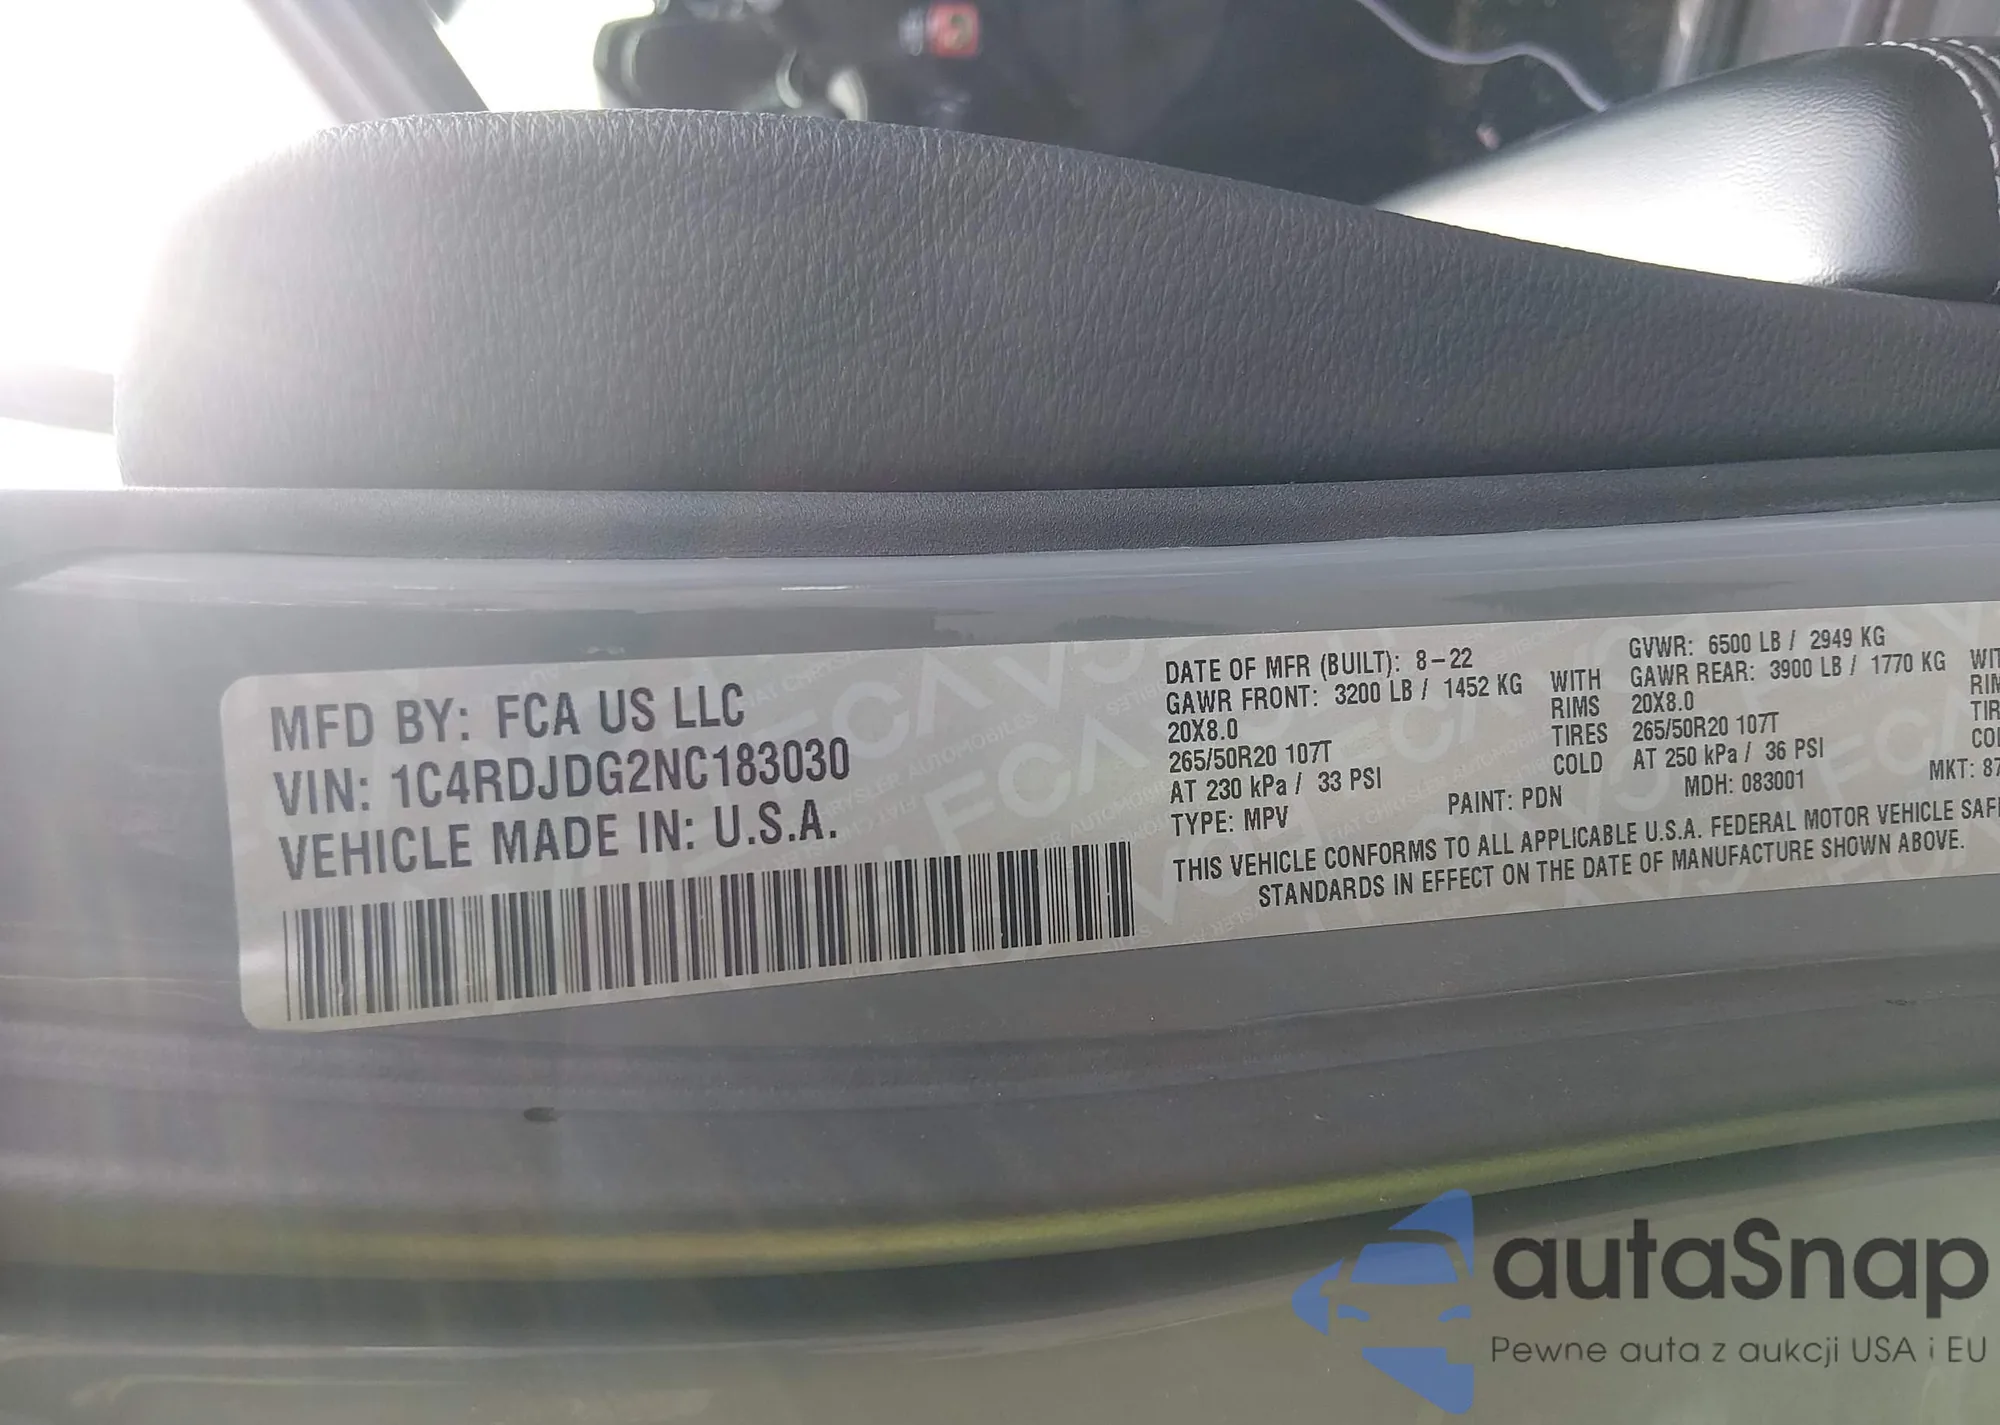 MFD BY: FCA US LLC
VIN: 1C4RDJDG2NC183030
VEHICLE MADE IN: U.S.A.
DATE OF MFR (BUILT): 8-22
GVWR: 6500 LB / 2949 KG
GAWR FRONT: 3200 LB / 1452 KG WITH GAWR REAR: 3900 LB / 1770 KG
20X8.0 RIMS 20X8.0
265/50R20 107T TIRES 265/50R20 107T
AT 230 kPa / 33 PSI COLD AT 250 kPa / 36 PSI
TYPE: MPV PAINT: PDN MDH: 083001 MKT: 87
THIS VEHICLE CONFORMS TO ALL APPLICABLE U.S.A. FEDERAL MOTOR VEHICLE
STANDARDS IN EFFECT ON THE DATE OF MANUFACTURE SHOWN ABOVE.
autaSnap
Pewne auta z aukcji USA i EU